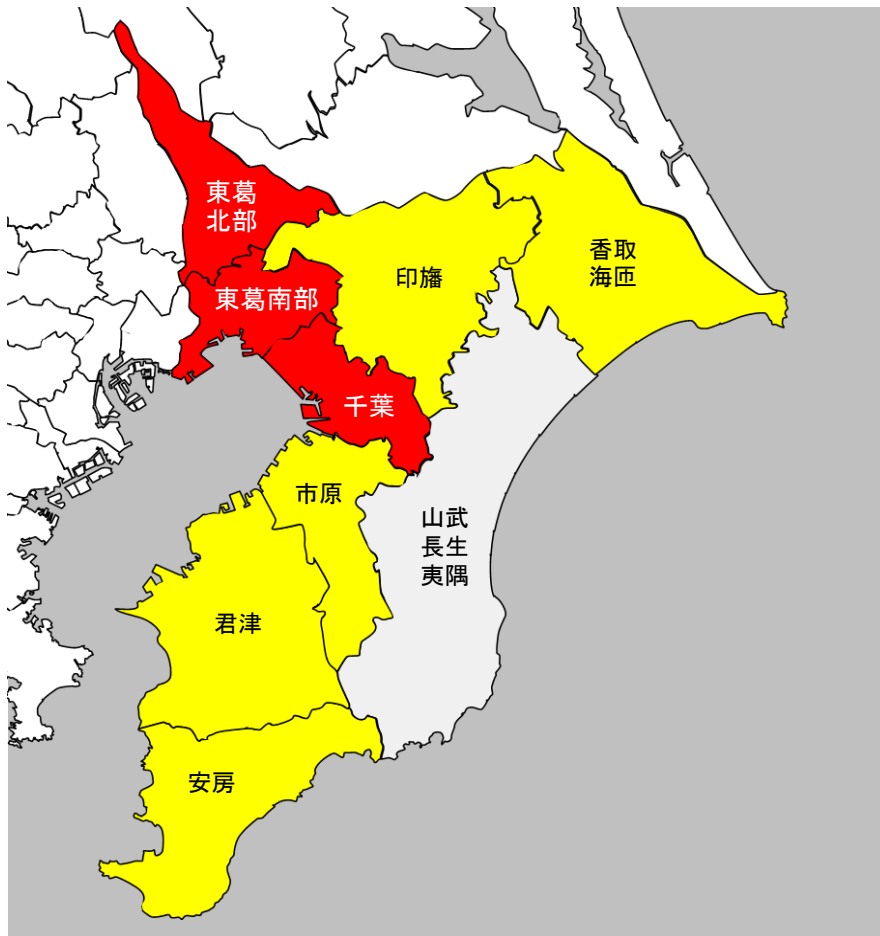 東葛
北部
東葛南部
印旛
香取
海匝
千葉
市原
山武
長生
夷隅
君津
安房